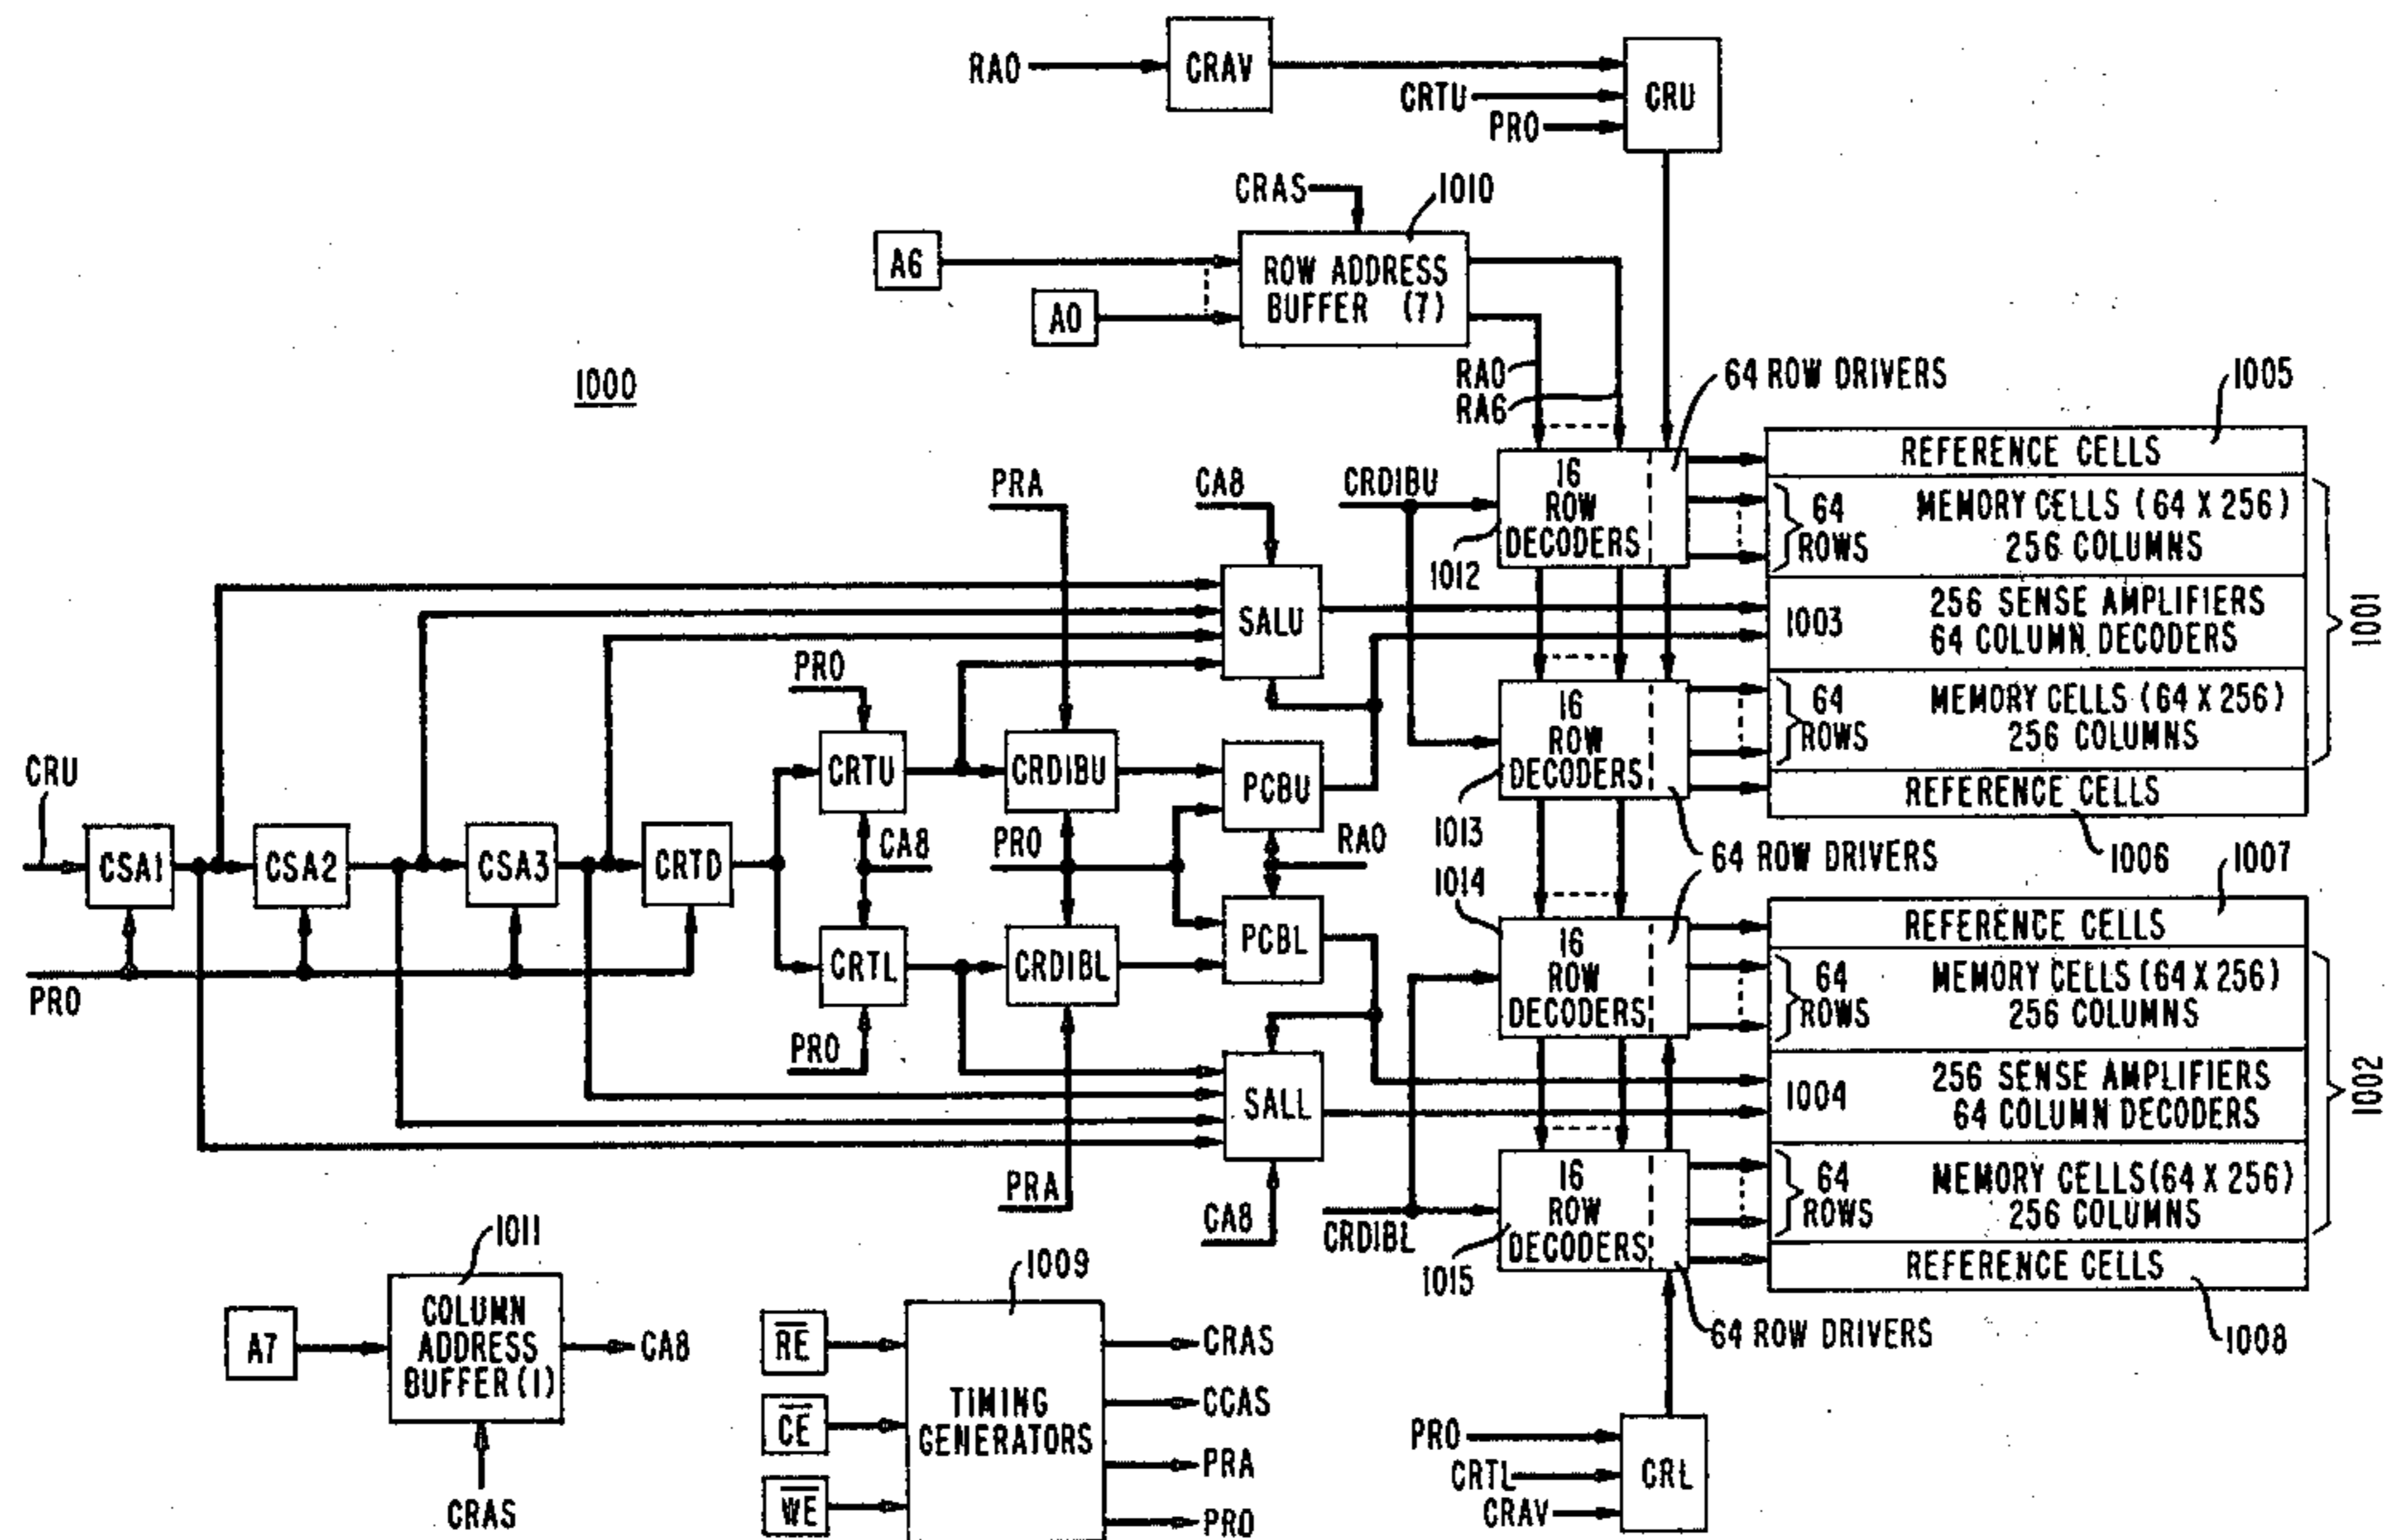 RA0
CRAV
CRTU
PRO
CRU
CRAS
1010
A6
A0
ROW ADDRESS
BUFFER (7)
RA0
RA6
1000
64 ROW DRIVERS
1005
REFERENCE CELLS
PRA
CA8
CRDIBU
16
ROW
DECODERS
1012
64
ROWS
MEMORY CELLS (64 X 256)
256 COLUMNS
SALU
1003
256 SENSE AMPLIFIERS
64 COLUMN DECODERS
1001
PRO
16
ROW
DECODERS
1013
64
ROWS
MEMORY CELLS (64 X 256)
256 COLUMNS
REFERENCE CELLS
1006
64 ROW DRIVERS
CRU
CRTU
CRDIBU
PCBU
CSA1
CSA2
CSA3
CRTD
CA8
PRO
RA0
PRO
CRTL
CRDIBL
PCBL
1014
1007
REFERENCE CELLS
16
ROW
DECODERS
64
ROWS
MEMORY CELLS (64 X 256)
256 COLUMNS
PRO
SALL
1004
256 SENSE AMPLIFIERS
64 COLUMN DECODERS
1002
PRA
CA8
CRDIBL
16
ROW
DECODERS
1015
64
ROWS
MEMORY CELLS (64 X 256)
256 COLUMNS
REFERENCE CELLS
1008
64 ROW DRIVERS
1011
A7
COLUMN
ADDRESS
BUFFER (1)
CA8
CRAS
1009
RE
CE
WE
TIMING
GENERATORS
CRAS
CCAS
PRA
PRO
PRO
CRTL
CRAV
CRL